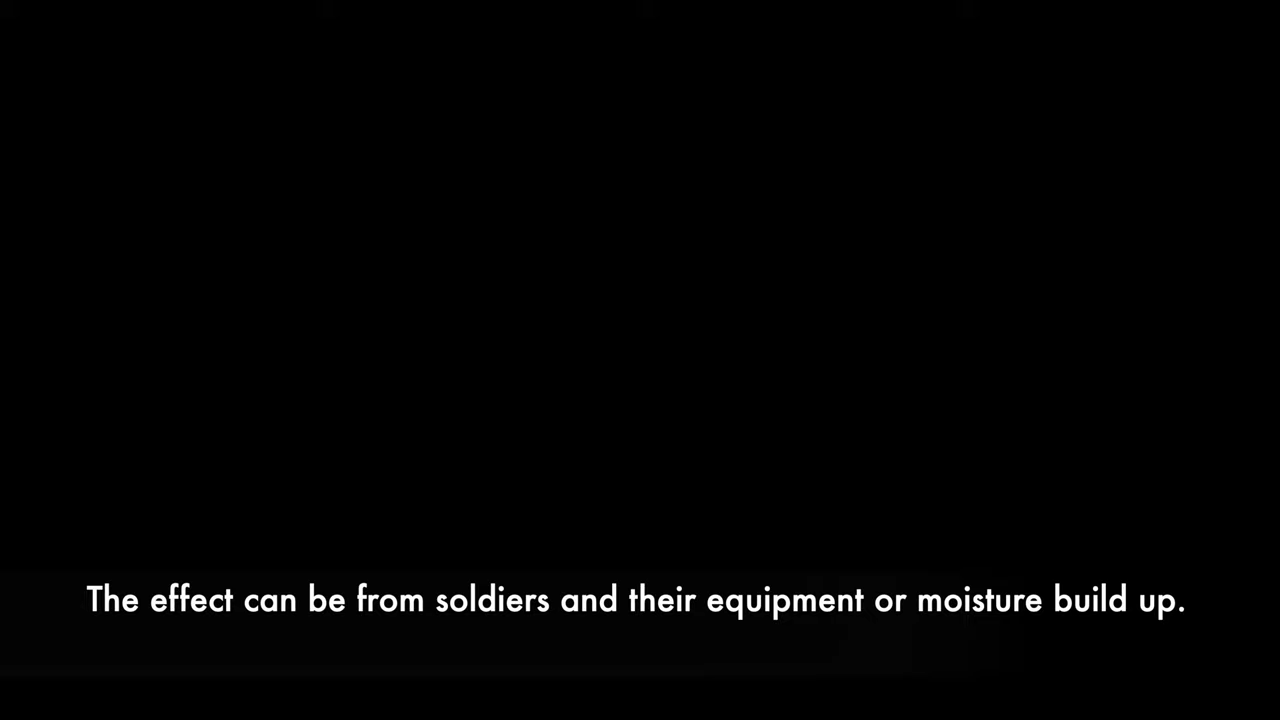 The effect can be from soldiers and their equipment or moisture build up.